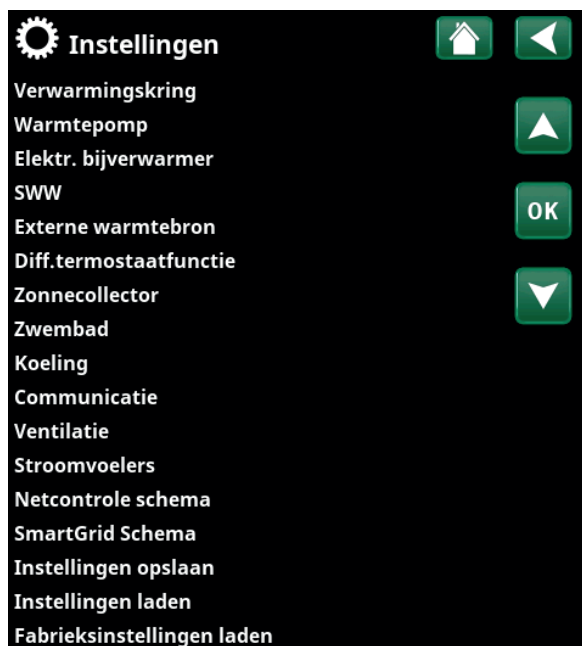 Instellingen
Verwarmingskring
Warmtepomp
Elektr. bijverwarmer
SWW
Externe warmtebron
OK
Diff.termostaatfunctie
Zonnecollector
Zwembad
Koeling
Communicatie
Ventilatie
Stroomvoelers
Netcontrole schema
SmartGrid Schema
Instellingen opslaan
Instellingen laden
Fabrieksinstellingen laden